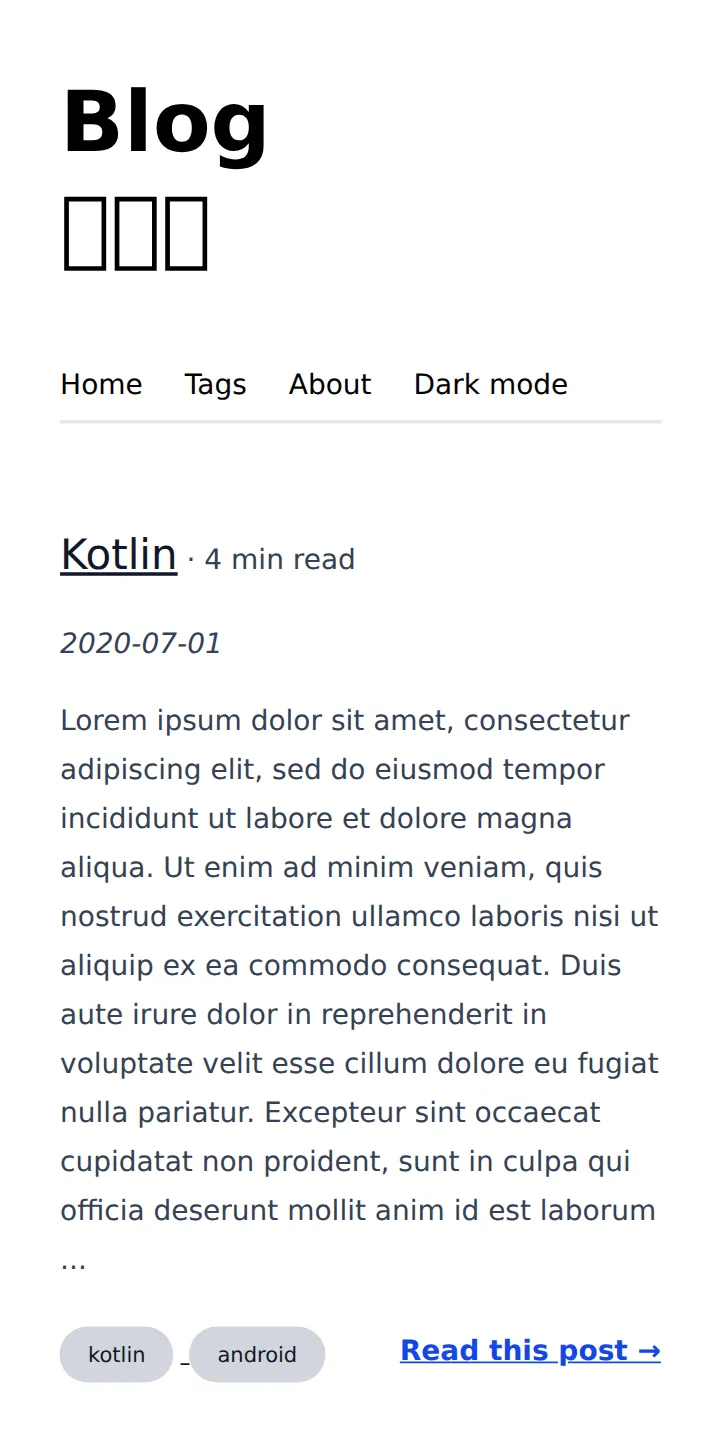 Blog
Home Tags About Dark mode
Kotlin · 4 min read
2020-07-01
Lorem ipsum dolor sit amet, consectetur
adipiscing elit, sed do eiusmod tempor
incididunt ut labore et dolore magna
aliqua. Ut enim ad minim veniam, quis
nostrud exercitation ullamco laboris nisi ut
aliquip ex ea commodo consequat. Duis
aute irure dolor in reprehenderit in
voluptate velit esse cillum dolore eu fugiat
nulla pariatur. Excepteur sint occaecat
cupidatat non proident, sunt in culpa qui
officia deserunt mollit anim id est laborum
...
kotlin android Read this post →